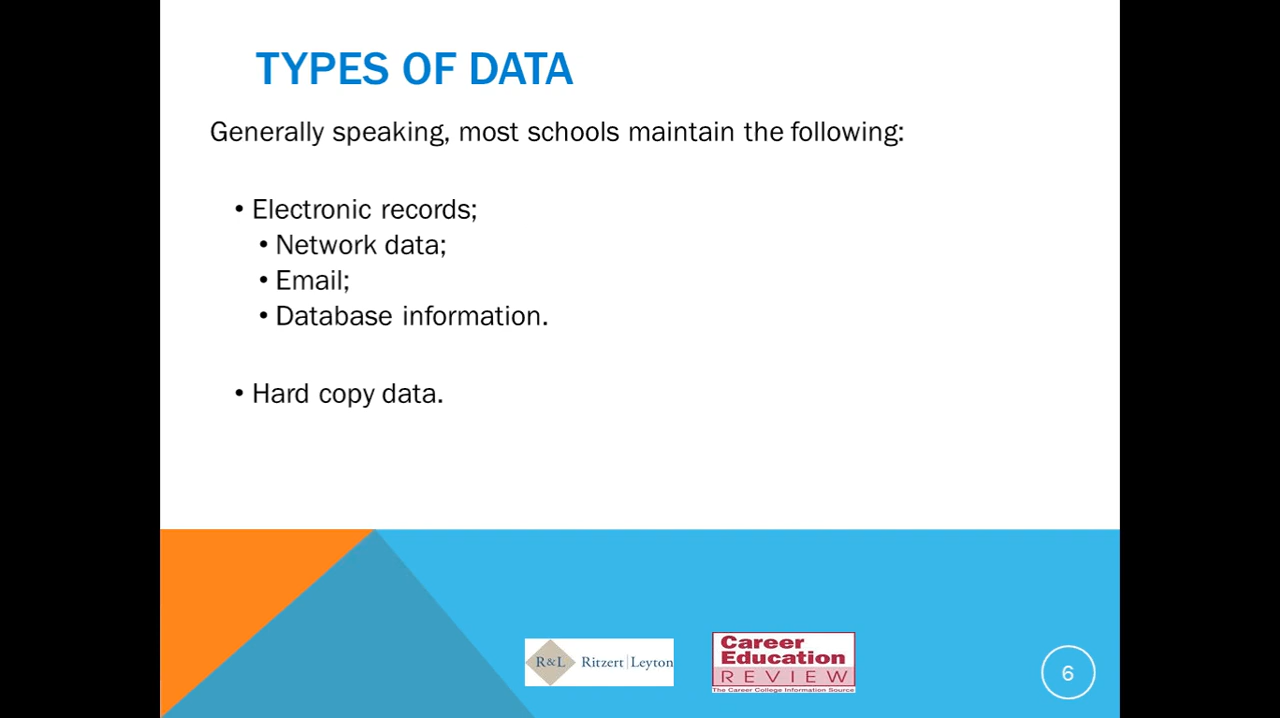 TYPES OF DATA
Generally speaking, most schools maintain the following:
• Electronic records;
• Network data;
• Email;
• Database information.
• Hard copy data.
R&L Ritzert|Leyton
Career
Education
REVIEW
The Career College Information Source
6